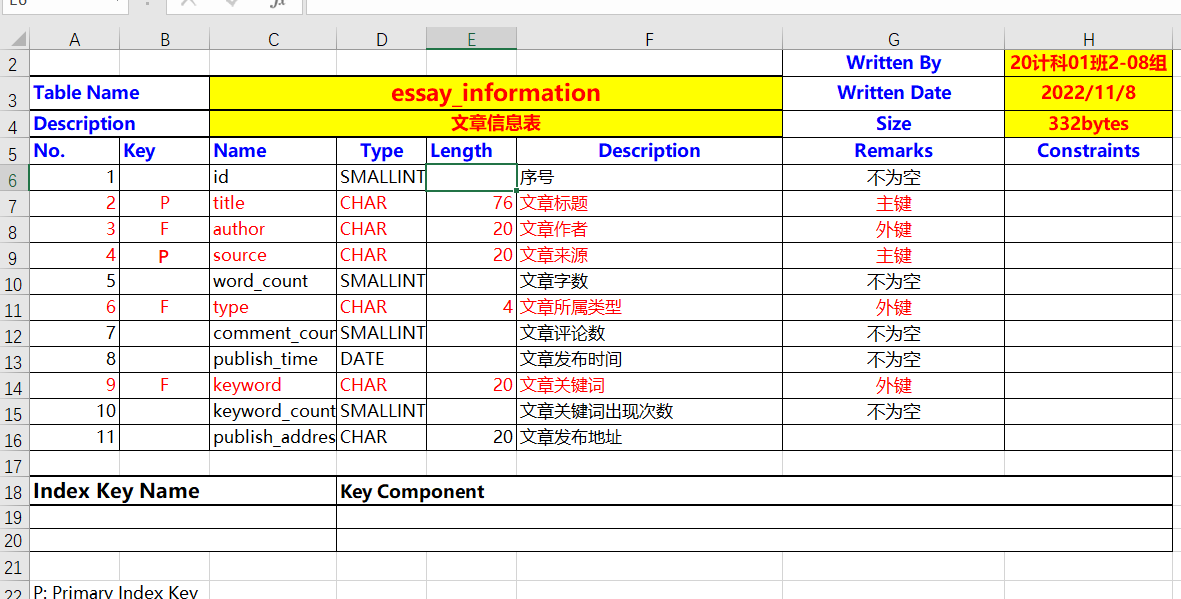 A B C D E F G H
2 Written By 20计科01班2-08组
3 Table Name essay_information Written Date 2022/11/8
4 Description 文章信息表 Size 332bytes
5 No. Key Name Type Length Description Remarks Constraints
6 1 id SMALLINT 序号 不为空
7 2 P title CHAR 76 文章标题 主键
8 3 F author CHAR 20 文章作者 外键
9 4 P source CHAR 20 文章来源 主键
10 5 word_count SMALLINT 文章字数 不为空
11 6 F type CHAR 4 文章所属类型 外键
12 7 comment_cour SMALLINT 文章评论数 不为空
13 8 publish_time DATE 文章发布时间 不为空
14 9 F keyword CHAR 20 文章关键词 外键
15 10 keyword_count SMALLINT 文章关键词出现次数 不为空
16 11 publish_addres CHAR 20 文章发布地址
17
18 Index Key Name Key Component
19
20
21
22 P: Primary Index Key